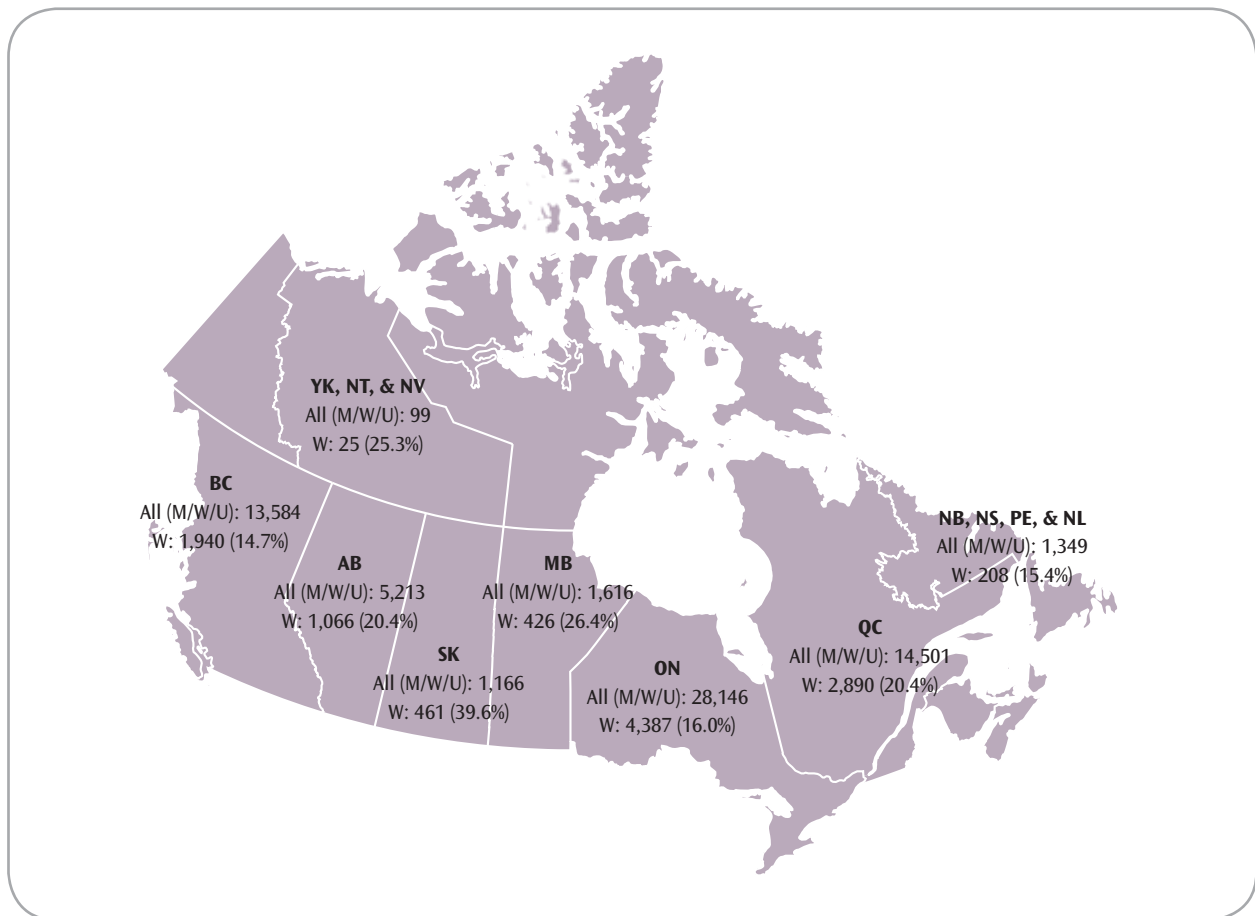 YK, NT, & NV
All (M/W/U): 99
W: 25 (25.3%)
BC
All (M/W/U): 13,584
W: 1,940 (14.7%)
AB
All (M/W/U): 5,213
W: 1,066 (20.4%)
SK
All (M/W/U): 1,166
W: 461 (39.6%)
MB
All (M/W/U): 1,616
W: 426 (26.4%)
ON
All (M/W/U): 28,146
W: 4,387 (16.0%)
QC
All (M/W/U): 14,501
W: 2,890 (20.4%)
NB, NS, PE, & NL
All (M/W/U): 1,349
W: 208 (15.4%)